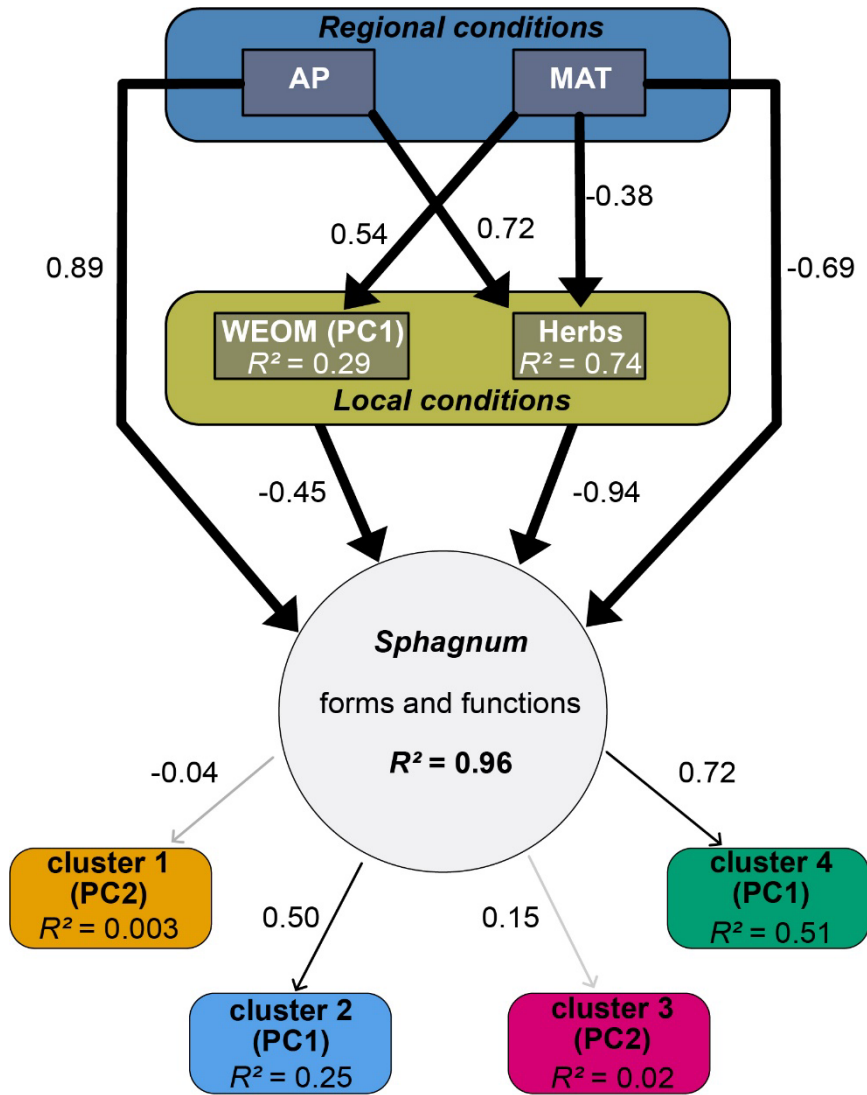 Regional conditions
AP
MAT
-0.38
0.54
0.72
0.89
-0.69
WEOM (PC1)
R² = 0.29
Herbs
R² = 0.74
Local conditions
-0.45
-0.94
Sphagnum
forms and functions
R² = 0.96
-0.04
0.72
cluster 1
(PC2)
R² = 0.003
cluster 4
(PC1)
R² = 0.51
0.50
0.15
cluster 2
(PC1)
R² = 0.25
cluster 3
(PC2)
R² = 0.02